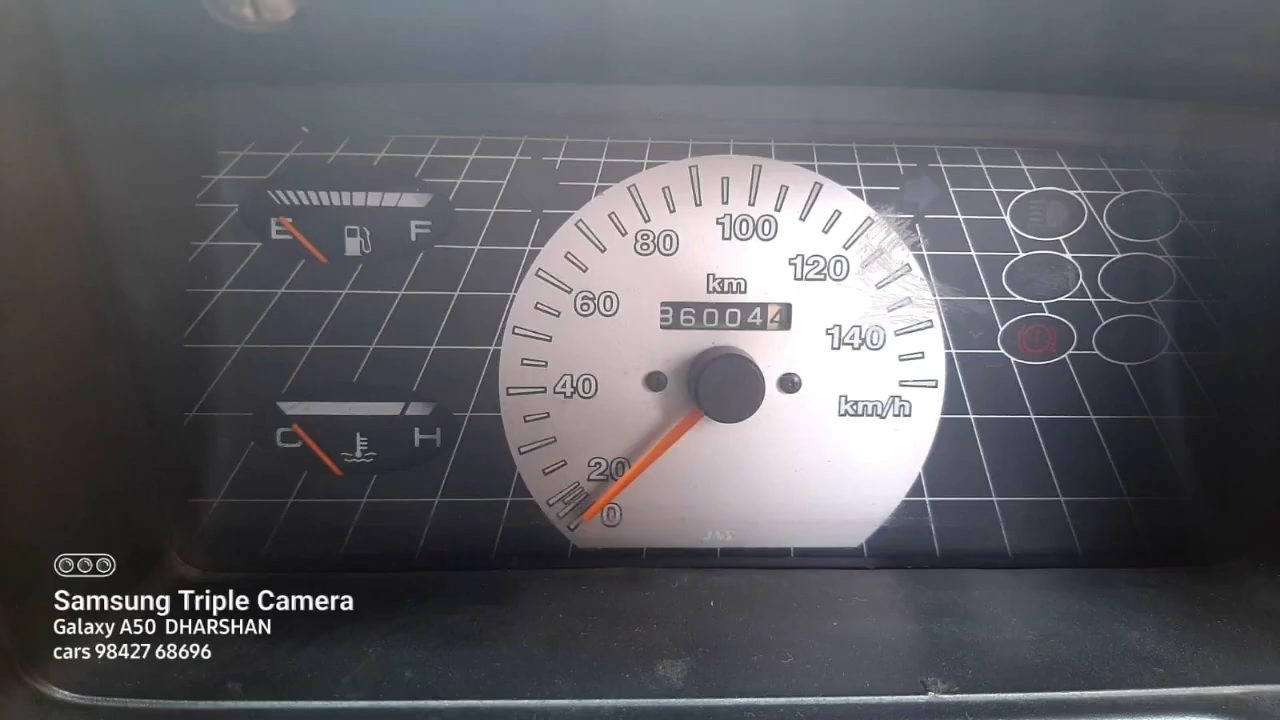 E F
C H
0
20
40
60
80
100
120
140
km
km/h
JNS
Samsung Triple Camera
Galaxy A50 DHARSHAN
cars 98427 68696